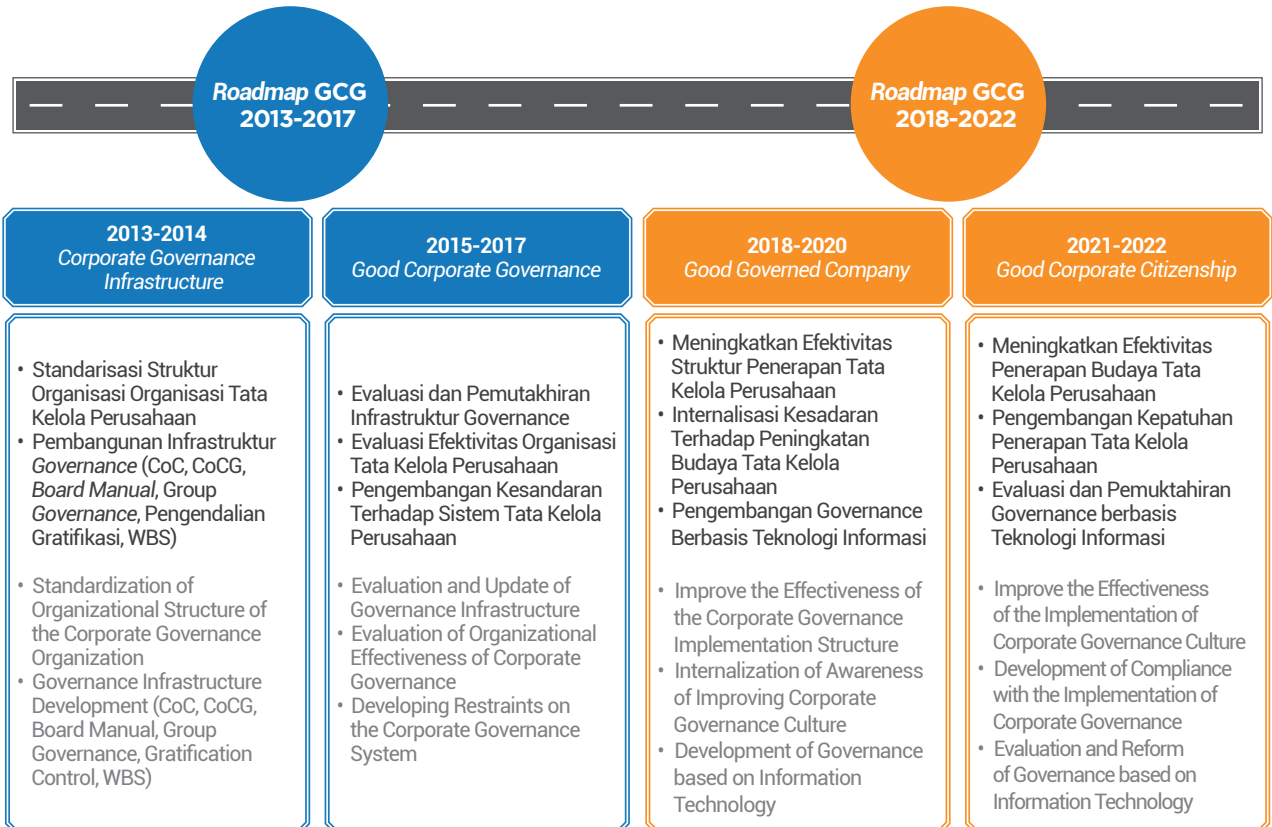 Roadmap GCG
2013-2017
Roadmap GCG
2018-2022
2013-2014
Corporate Governance
Infrastructure
• Standarisasi Struktur
Organisasi Organisasi Tata
Kelola Perusahaan
• Pembangunan Infrastruktur
Governance (CoC, CoCG,
Board Manual, Group
Governance, Pengendalian
Gratifikasi, WBS)
• Standardization of
Organizational Structure of
the Corporate Governance
Organization
• Governance Infrastructure
Development (CoC, CoCG,
Board Manual, Group
Governance, Gratification
Control, WBS)
2015-2017
Good Corporate Governance
• Evaluasi dan Pemutakhiran
Infrastruktur Governance
• Evaluasi Efektivitas Organisasi
Tata Kelola Perusahaan
• Pengembangan Kesandaran
Terhadap Sistem Tata Kelola
Perusahaan
• Evaluation and Update of
Governance Infrastructure
• Evaluation of Organizational
Effectiveness of Corporate
Governance
• Developing Restraints on
the Corporate Governance
System
2018-2020
Good Governed Company
• Meningkatkan Efektivitas
Struktur Penerapan Tata
Kelola Perusahaan
• Internalisasi Kesadaran
Terhadap Peningkatan
Budaya Tata Kelola
Perusahaan
• Pengembangan Governance
Berbasis Teknologi Informasi
• Improve the Effectiveness of
the Corporate Governance
Implementation Structure
• Internalization of Awareness
of Improving Corporate
Governance Culture
• Development of Governance
based on Information
Technology
2021-2022
Good Corporate Citizenship
• Meningkatkan Efektivitas
Penerapan Budaya Tata
Kelola Perusahaan
• Pengembangan Kepatuhan
Penerapan Tata Kelola
Perusahaan
• Evaluasi dan Pemuktahiran
Governance berbasis
Teknologi Informasi
• Improve the Effectiveness
of the Implementation of
Corporate Governance Culture
• Development of Compliance
with the Implementation of
Corporate Governance
• Evaluation and Reform
of Governance based on
Information Technology